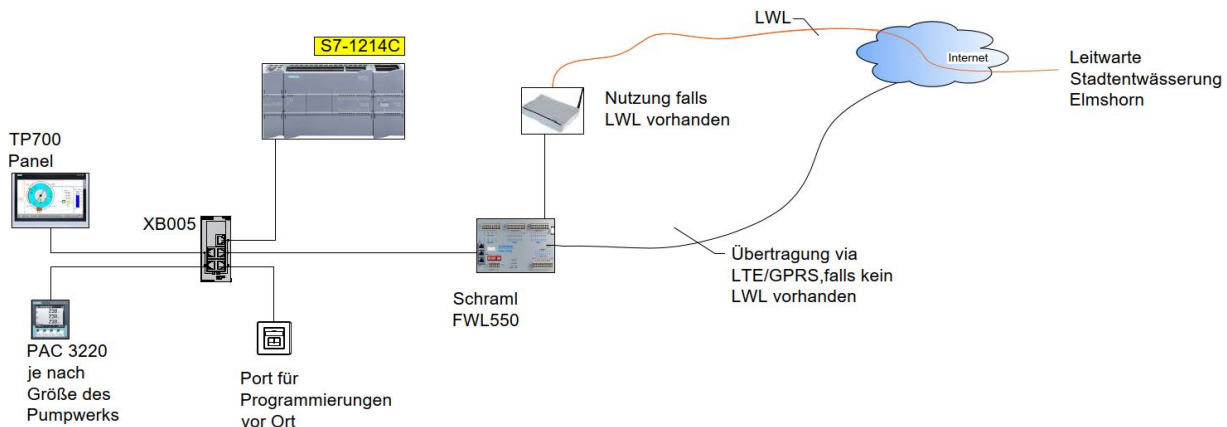 LWL
S7-1214C
Internet
Leitwarte
Stadtentwässerung
Elmshorn
Nutzung falls
LWL vorhanden
TP700
Panel
XB005
Übertragung via
LTE/GPRS,falls kein
LWL vorhanden
Schraml
FWL550
PAC 3220
je nach
Größe des
Pumpwerks
Port für
Programmierungen
vor Ort